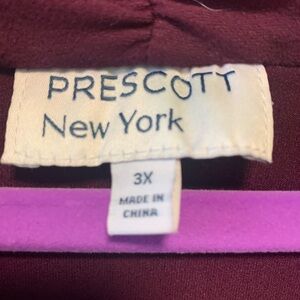 PRESCOTT
New York
3X
MADE IN
CHINA